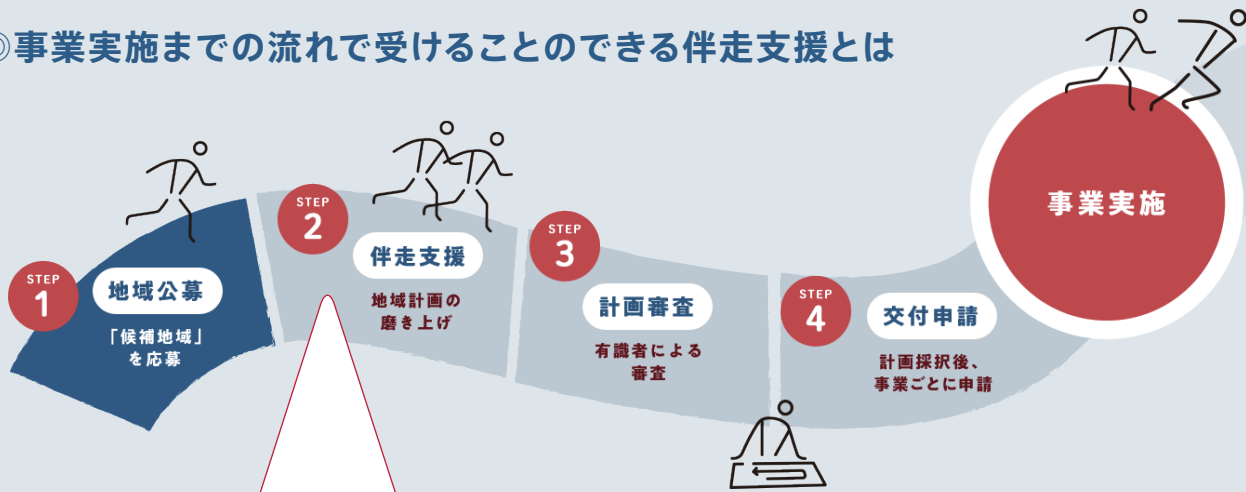 ◎事業実施までの流れで受けることのできる伴走支援とは
STEP
1
地域公募
「候補地域」
を応募
STEP
2
伴走支援
地域計画の
磨き上げ
STEP
3
計画審査
有識者による
審査
STEP
4
交付申請
計画採択後、
事業ごとに申請
事業実施